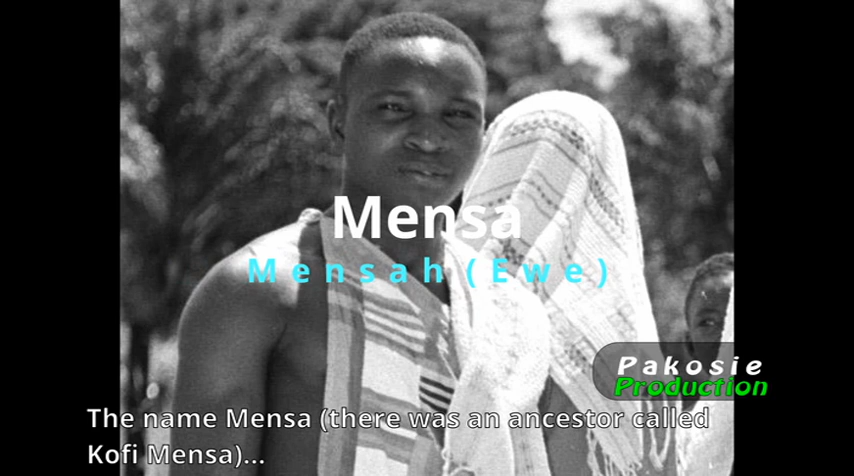 Mensa
Mensah (Ewe)
Pakosie
Production
The name Mensa (there was an ancestor called
Kofi Mensa)...